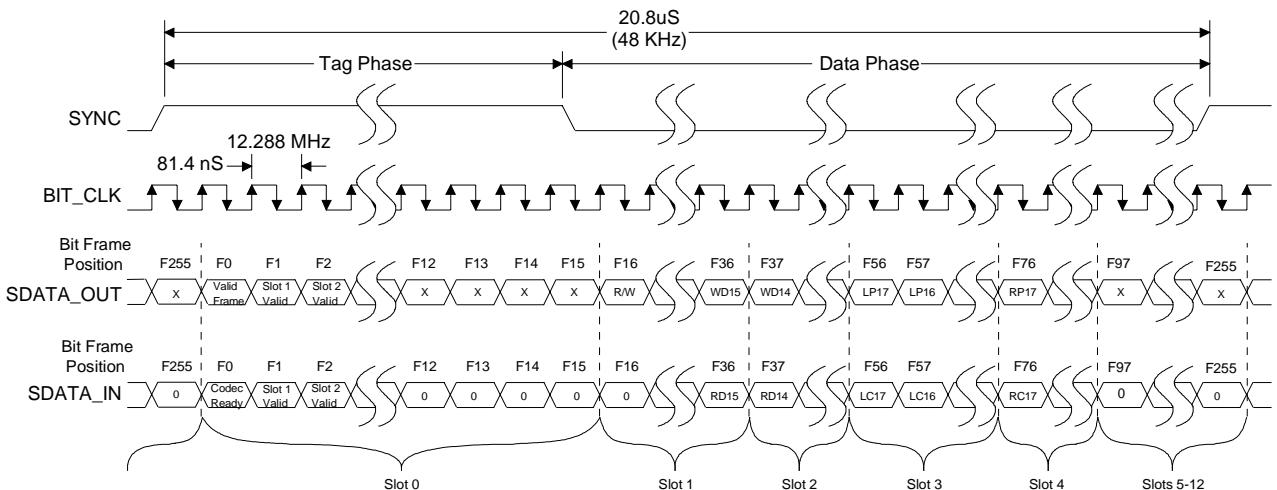 20.8uS
(48 KHz)
Tag Phase Data Phase
SYNC
12.288 MHz
81.4 nS
BIT_CLK
Bit Frame
Position F255 F0 F1 F2 F12 F13 F14 F15 F16 F36 F37 F56 F57 F76 F97 F255
SDATA_OUT X Valid Frame Slot 1 Valid Slot 2 Valid X X X X R/W WD15 WD14 LP17 LP16 RP17 X X
Bit Frame
Position F255 F0 F1 F2 F12 F13 F14 F15 F16 F36 F37 F56 F57 F76 F97 F255
SDATA_IN 0 Codec Ready Slot 1 Valid Slot 2 Valid 0 0 0 0 0 RD15 RD14 LC17 LC16 RC17 0 0
Slot 0 Slot 1 Slot 2 Slot 3 Slot 4 Slots 5-12